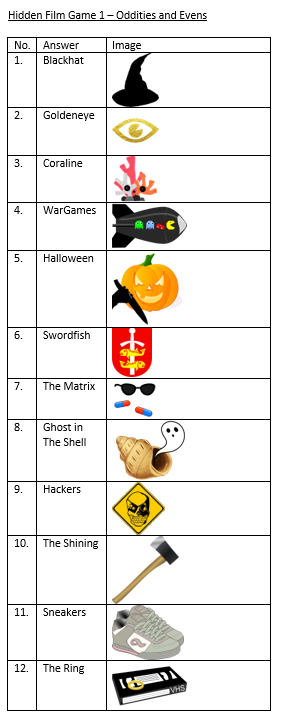 Hidden Film Game 1 – Oddities and Evens
No. Answer Image
1. Blackhat
2. Goldeneye
3. Coraline
4. WarGames
5. Halloween
6. Swordfish
7. The Matrix
8. Ghost in
The Shell
9. Hackers
10. The Shining
11. Sneakers
12. The Ring
VHS